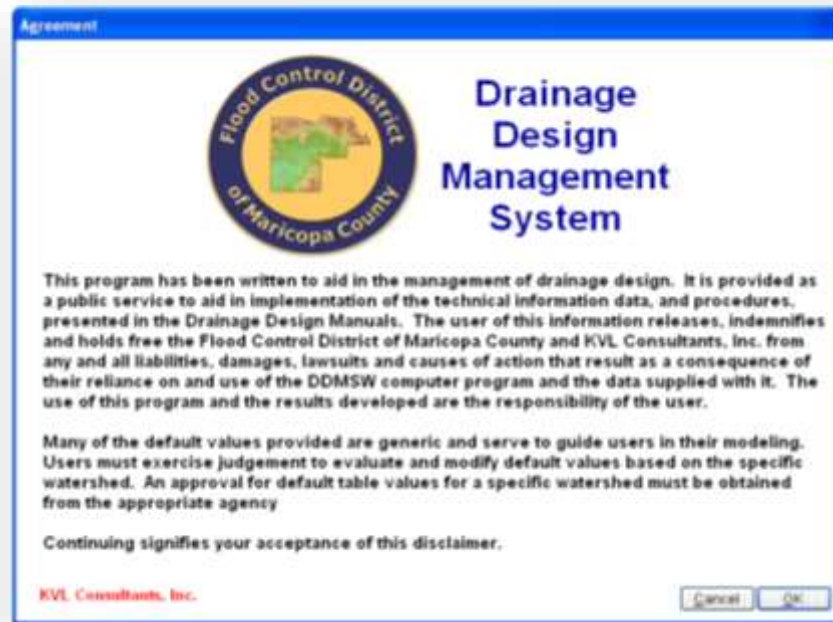 Agreement
Flood Control District
of Maricopa County
Drainage
Design
Management
System
This program has been written to aid in the management of drainage design. It is provided as
a public service to aid in implementation of the technical information data, and procedures,
presented in the Drainage Design Manuals. The user of this information releases, indemnifies
and holds free the Flood Control District of Maricopa County and KVL Consultants, Inc. from
any and all liabilities, damages, lawsuits and causes of action that result as a consequence of
their reliance on and use of the DDMSW computer program and the data supplied with it. The
use of this program and the results developed are the responsibility of the user.
Many of the default values provided are generic and serve to guide users in their modeling.
Users must exercise judgement to evaluate and modify default values based on the specific
watershed. An approval for default table values for a specific watershed must be obtained
from the appropriate agency
Continuing signifies your acceptance of this disclaimer.
KVL Consultants, Inc.
Cancel
OK